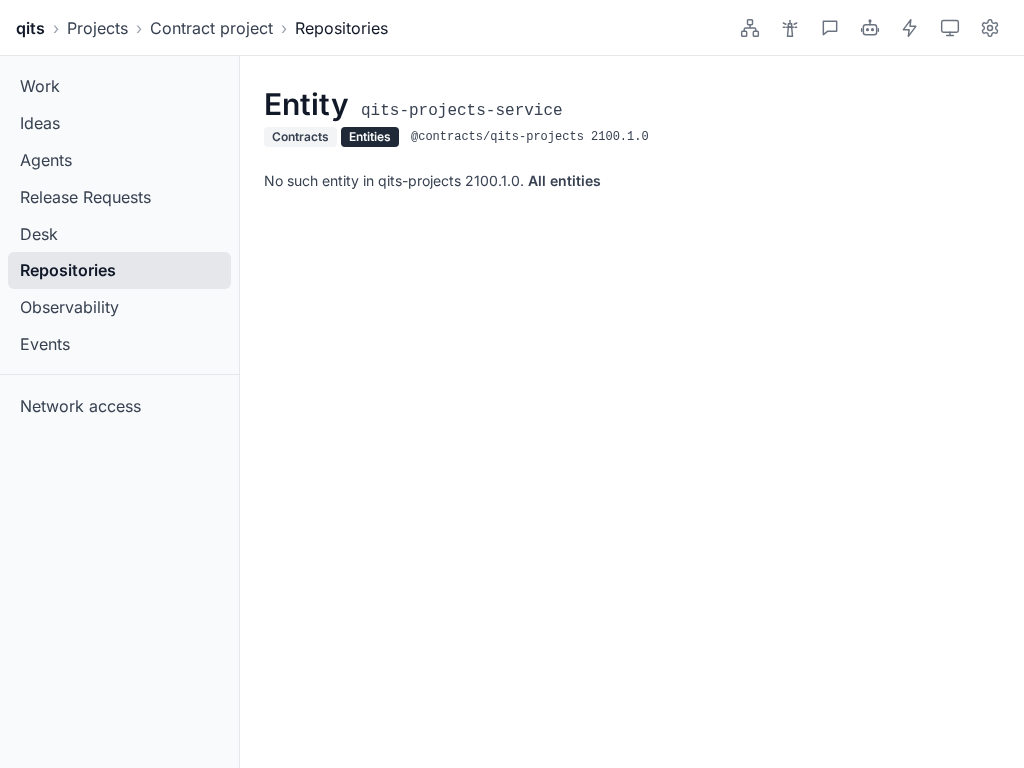 qits › Projects › Contract project › Repositories
Work
Ideas
Agents
Release Requests
Desk
Repositories
Observability
Events
Network access
Entity qits-projects-service
Contracts Entities @contracts/qits-projects 2100.1.0
No such entity in qits-projects 2100.1.0. All entities